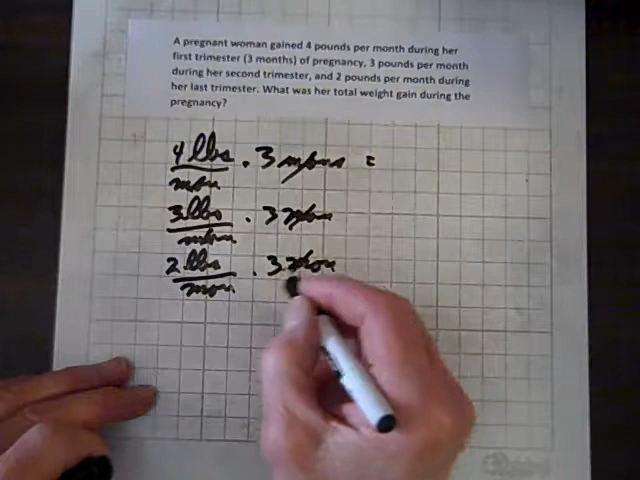 A pregnant woman gained 4 pounds per month during her
first trimester (3 months) of pregnancy, 3 pounds per month
during her second trimester, and 2 pounds per month during
her last trimester. What was her total weight gain during the
pregnancy?
4 lbs . 3 mons =
mon
3 lbs . 3 mon
mon
2 lbs . 3 mon
mon